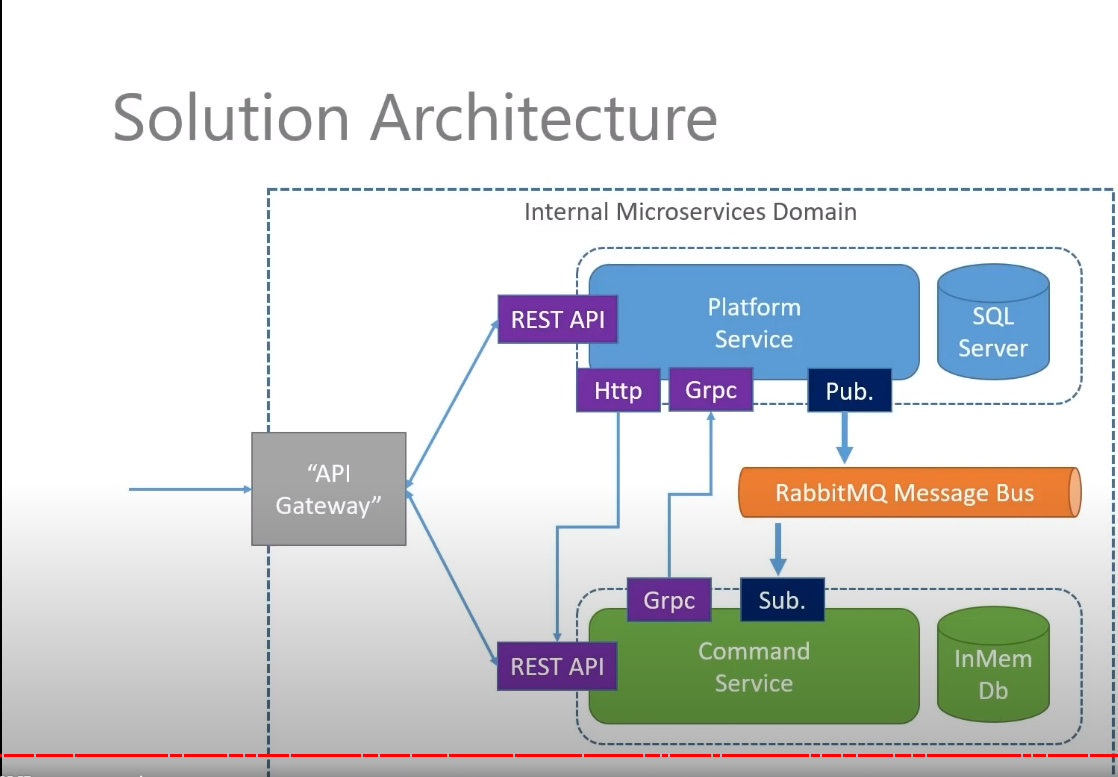 Solution Architecture
Internal Microservices Domain
REST API
Platform
Service
SQL
Server
Http
Grpc
Pub.
“API
Gateway”
RabbitMQ Message Bus
Grpc
Sub.
REST API
Command
Service
InMem
Db